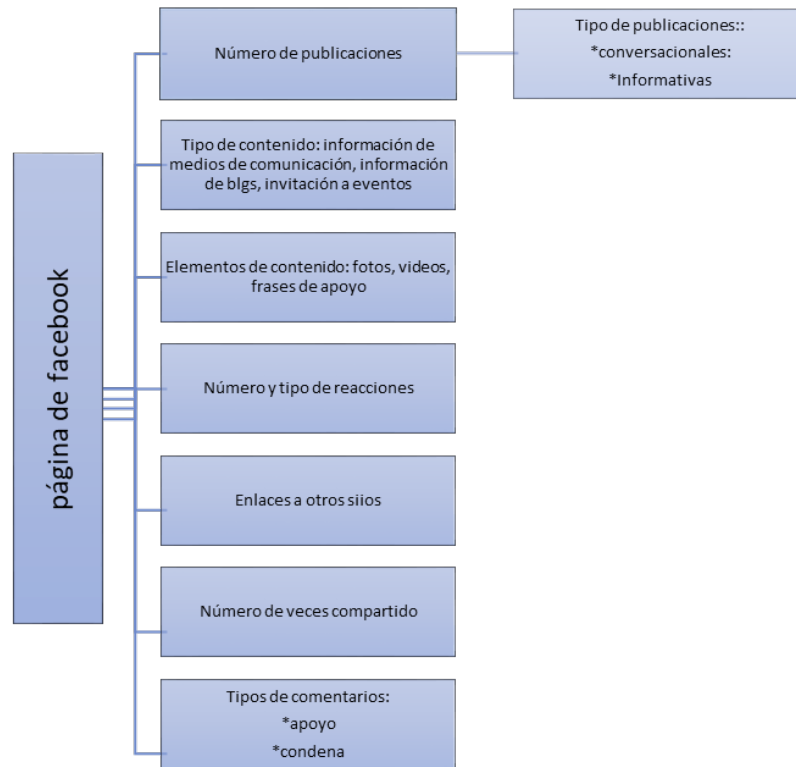 página de facebook
Número de publicaciones
Tipo de publicaciones::
*conversacionales:
*Informativas
Tipo de contenido: información de
medios de comunicación, información
de blgs, invitación a eventos
Elementos de contenido: fotos, videos,
frases de apoyo
Número y tipo de reacciones
Enlaces a otros siios
Número de veces compartido
Tipos de comentarios:
*apoyo
*condena